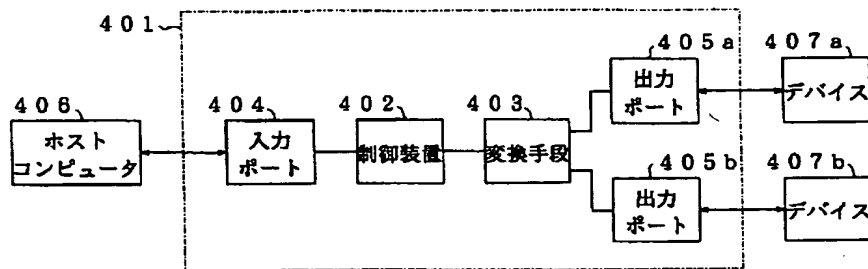 401
405a
407a
出力
ポート
デバイス
406
404
402
403
ホスト
コンピュータ
入力
ポート
制御装置
変換手段
405b
407b
出力
ポート
デバイス